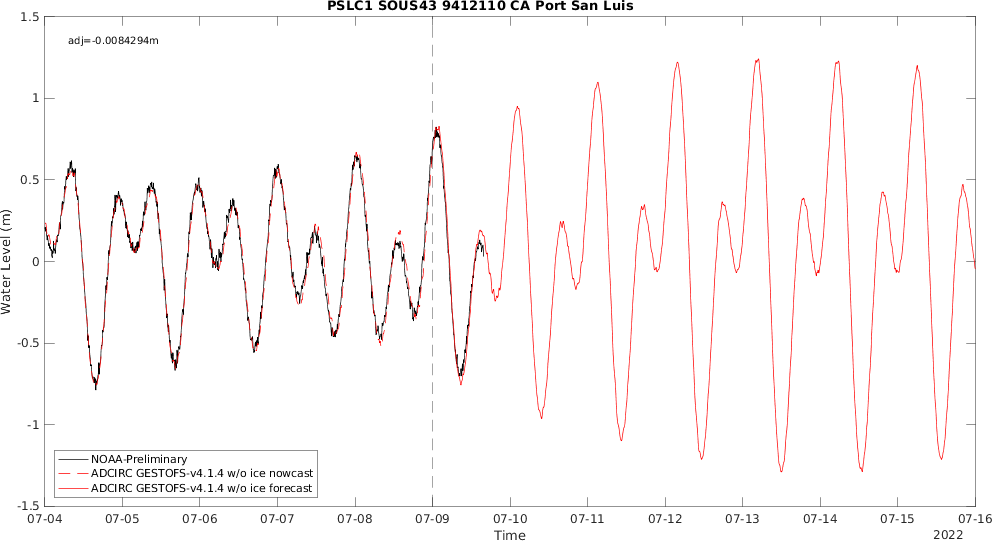 PSLC1 SOUS43 9412110 CA Port San Luis
adj=-0.0084294m
1.5
1
0.5
0
-0.5
-1
-1.5
Water Level (m)
NOAA-Preliminary
ADCIRC GESTOFS-v4.1.4 w/o ice nowcast
ADCIRC GESTOFS-v4.1.4 w/o ice forecast
07-04 07-05 07-06 07-07 07-08 07-09 07-10 07-11 07-12 07-13 07-14 07-15 07-16
Time
2022